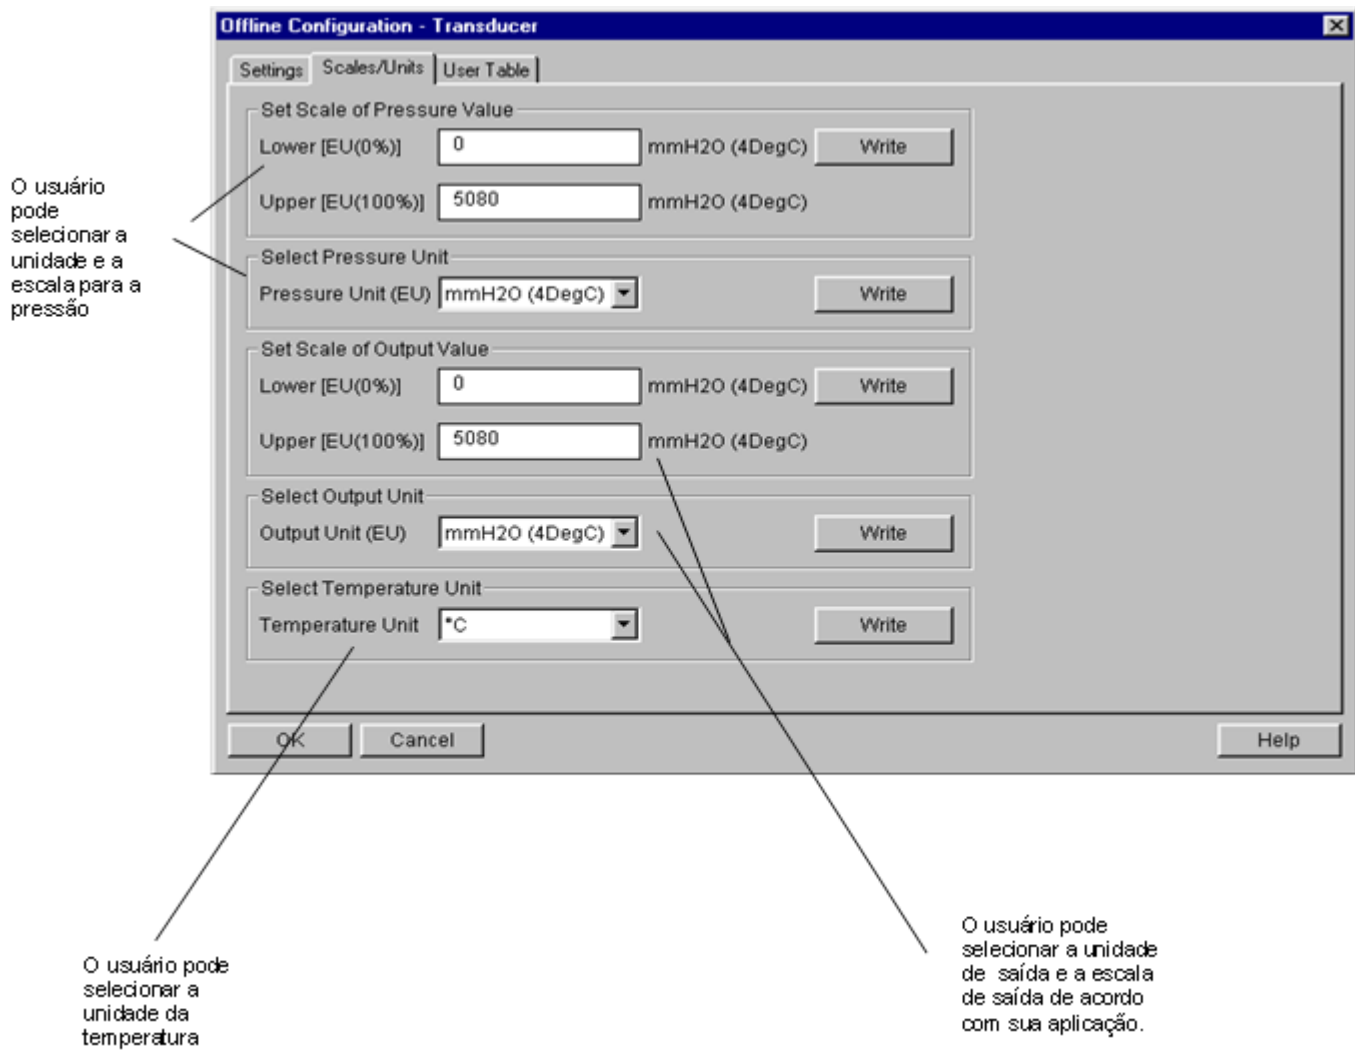 Offline Configuration - Transducer
Settings Scales/Units User Table
Set Scale of Pressure Value
Lower [EU(0%)] 0 mmH2O (4DegC) Write
Upper [EU(100%)] 5080 mmH2O (4DegC)
Select Pressure Unit
Pressure Unit (EU) mmH2O (4DegC) Write
Set Scale of Output Value
Lower [EU(0%)] 0 mmH2O (4DegC) Write
Upper [EU(100%)] 5080 mmH2O (4DegC)
Select Output Unit
Output Unit (EU) mmH2O (4DegC) Write
Select Temperature Unit
Temperature Unit °C Write
OK Cancel Help
O usuário
pode
selecionar a
unidade e a
escala para a
pressão
O usuário pode
selecionar a
unidade da
temperatura
O usuário pode
selecionar a unidade
de saída e a escala
de saída de acordo
com sua aplicação.